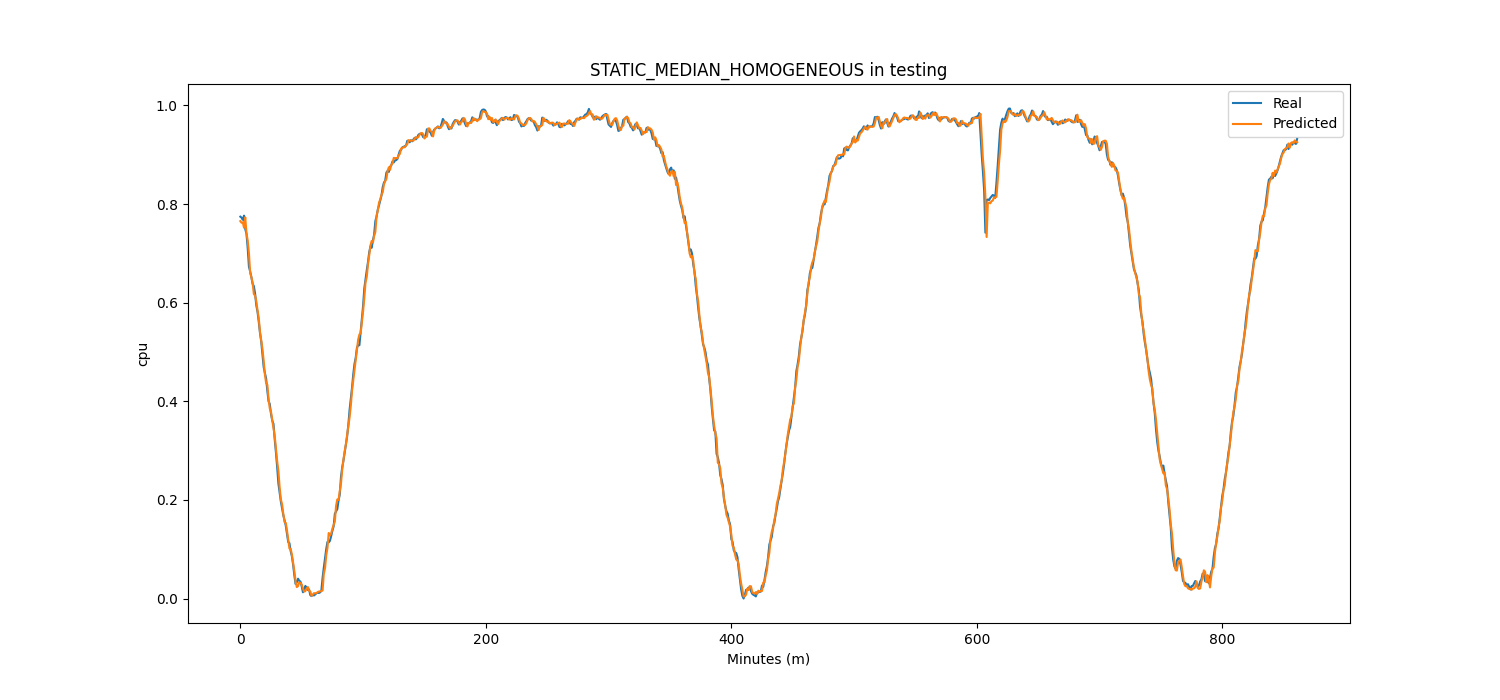 STATIC_MEDIAN_HOMOGENEOUS in testing
Real
Predicted
1.0
0.8
0.6
0.4
0.2
0.0
cpu
0 200 400 600 800
Minutes (m)